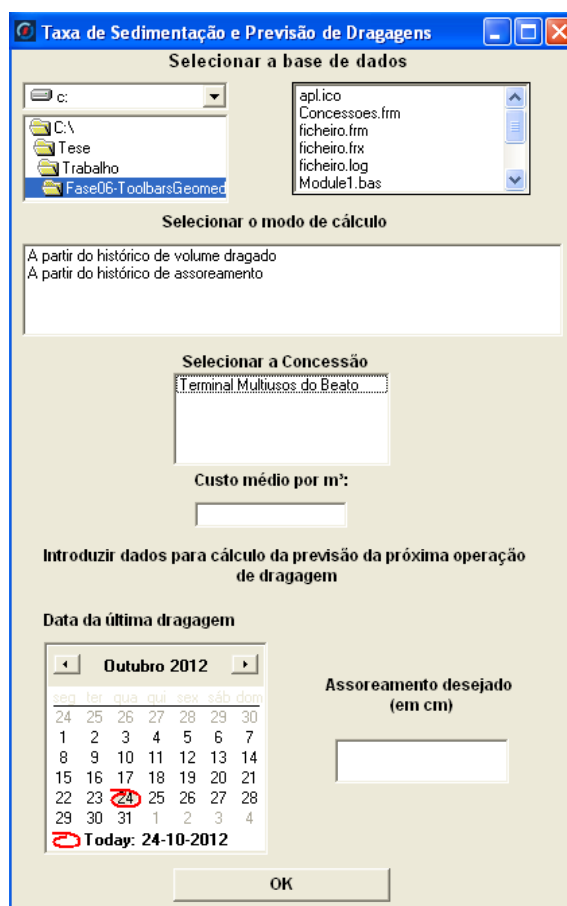 Taxa de Sedimentação e Previsão de Dragagens
Selecionar a base de dados
c:
C:\
Tese
Trabalho
Fase06-ToolbarsGeomed
apl.ico
Concessoes.frm
ficheiro.frm
ficheiro.frx
ficheiro.log
Module1.bas
Selecionar o modo de cálculo
A partir do histórico de volume dragado
A partir do histórico de assoreamento
Selecionar a Concessão
Terminal Multiusos do Beato
Custo médio por m³:
Introduzir dados para cálculo da previsão da próxima operação
de dragagem
Data da última dragagem
Outubro 2012
seg ter qua qui sex sáb dom
24 25 26 27 28 29 30
1 2 3 4 5 6 7
8 9 10 11 12 13 14
15 16 17 18 19 20 21
22 23 24 25 26 27 28
29 30 31 1 2 3 4
Today: 24-10-2012
Assoreamento desejado
(em cm)
OK